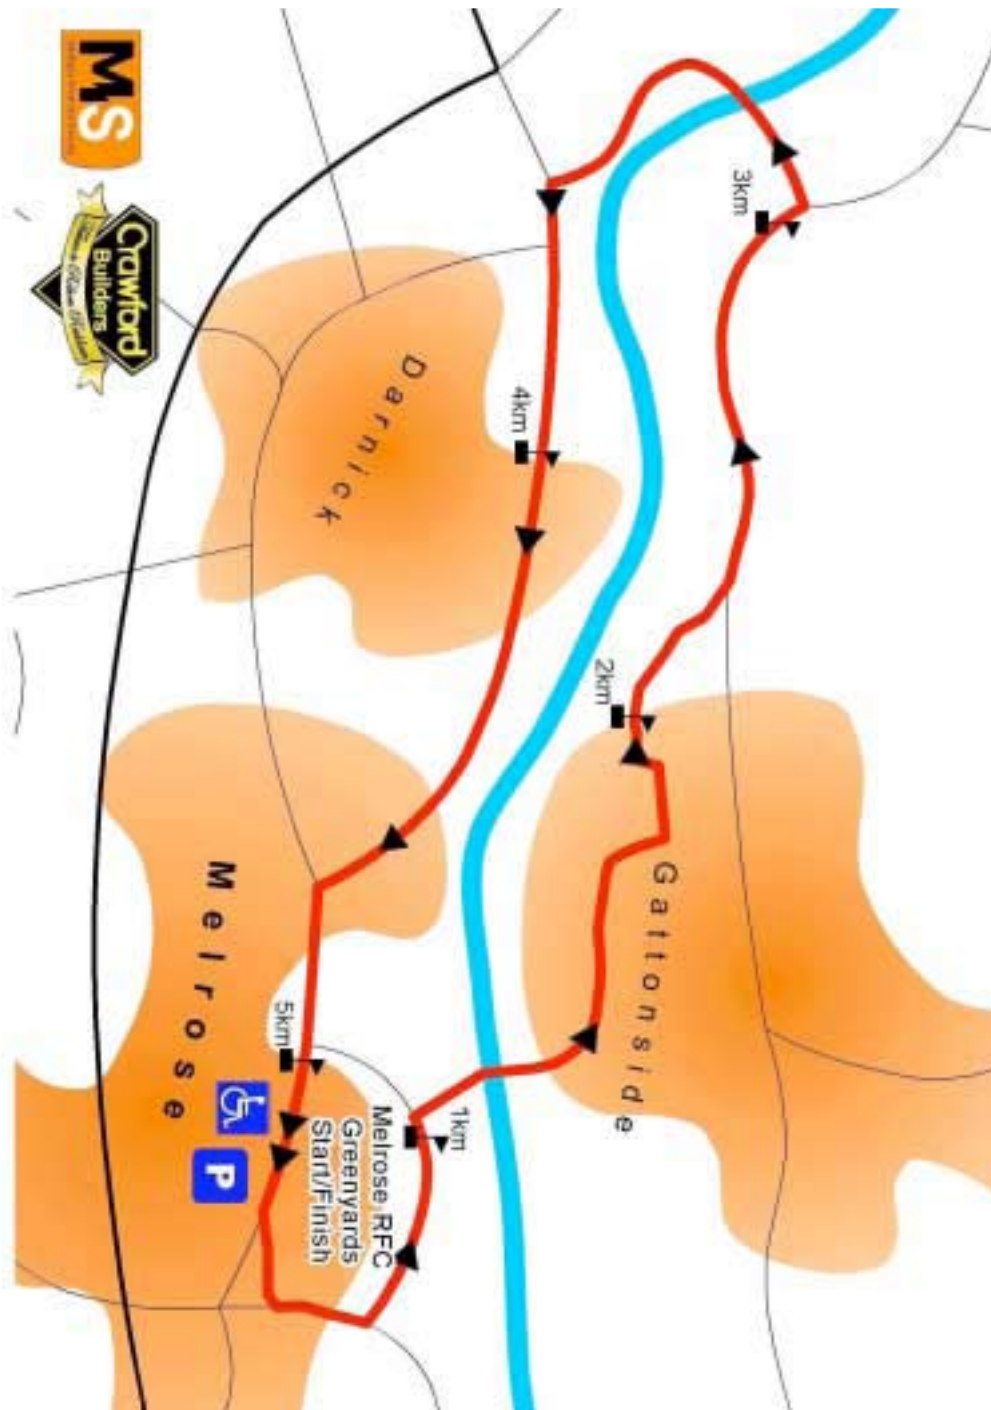 MS
Crawford
Builders
3km
4km
Darnick
2km
Gattonside
Melrose
5km
1km
Melrose RFC
Greenyards
Start/Finish
P